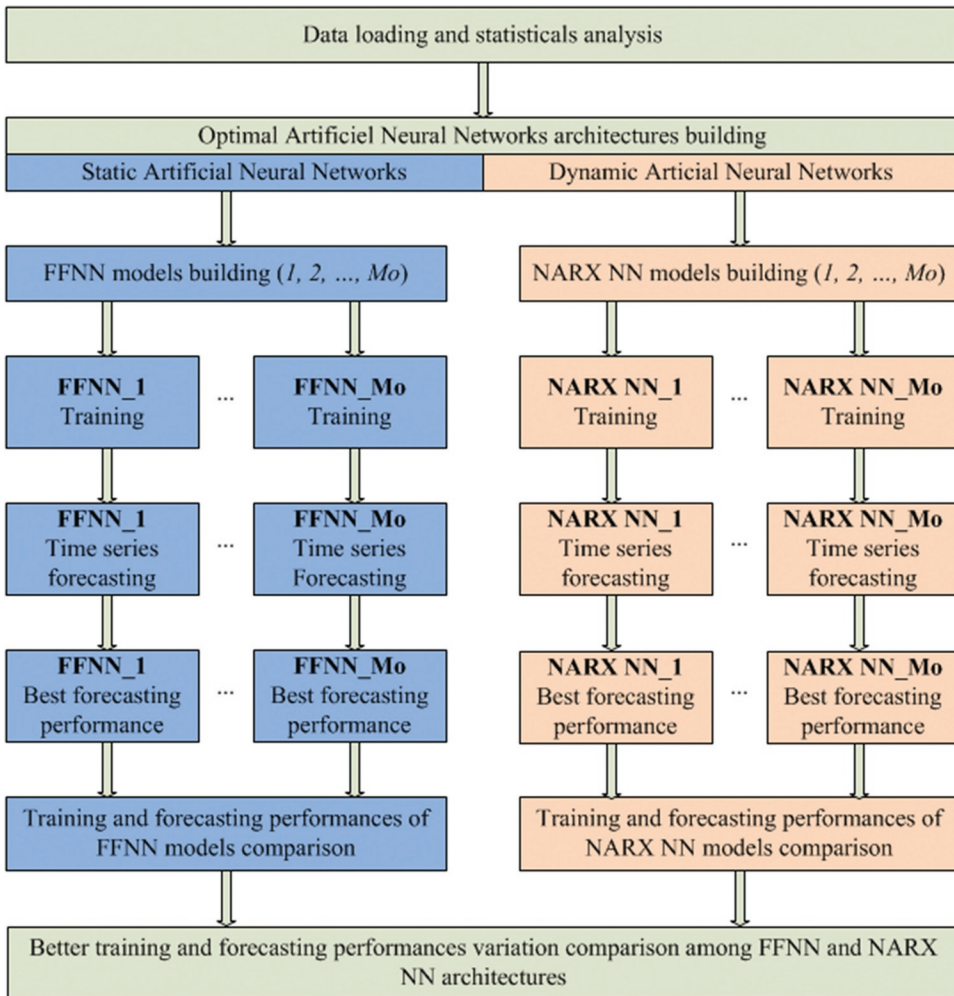 Data loading and statisticals analysis
Optimal Artificiel Neural Networks architectures building
Static Artificial Neural Networks
Dynamic Articial Neural Networks
FFNN models building (1, 2, ..., Mo)
NARX NN models building (1, 2, ..., Mo)
FFNN_1
Training
...
FFNN_Mo
Training
NARX NN_1
Training
...
NARX NN_Mo
Training
FFNN_1
Time series
forecasting
...
FFNN_Mo
Time series
Forecasting
NARX NN_1
Time series
forecasting
...
NARX NN_Mo
Time series
forecasting
FFNN_1
Best forecasting
performance
...
FFNN_Mo
Best forecasting
performance
NARX NN_1
Best forecasting
performance
...
NARX NN_Mo
Best forecasting
performance
Training and forecasting performances of
FFNN models comparison
Training and forecasting performances of
NARX NN models comparison
Better training and forecasting performances variation comparison among FFNN and NARX
NN architectures